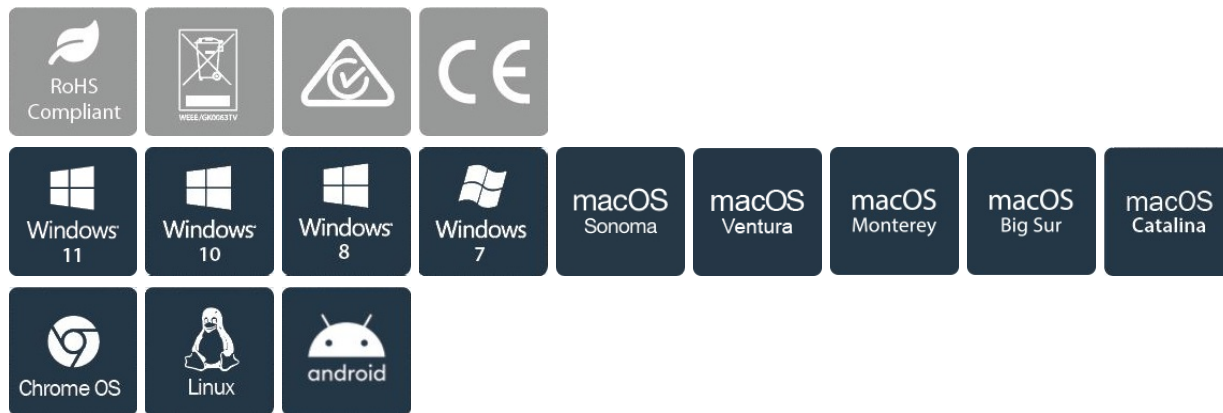 RoHS
Compliant
WEEE/GK0063TV
CE
Windows
11
Windows
10
Windows
8
Windows
7
macOS
Sonoma
macOS
Ventura
macOS
Monterey
macOS
Big Sur
macOS
Catalina
Chrome OS
Linux
android